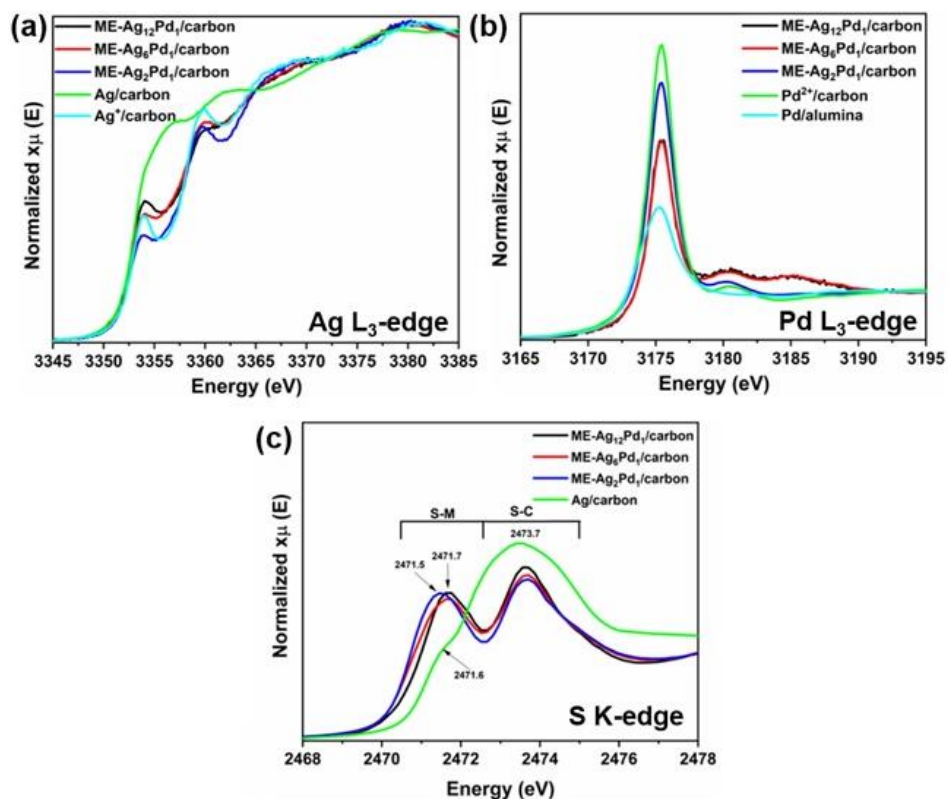 (a)
ME-Ag₁₂Pd₁/carbon
ME-Ag₆Pd₁/carbon
ME-Ag₂Pd₁/carbon
Ag/carbon
Ag⁺/carbon
Normalized xμ (E)
Ag L₃-edge
3345 3355 3360 3365 3370 3375 3380 3385
Energy (eV)
(b)
ME-Ag₁₂Pd₁/carbon
ME-Ag₆Pd₁/carbon
ME-Ag₂Pd₁/carbon
Pd²⁺/carbon
Pd/alumina
Normalized xμ (E)
Pd L₃-edge
3165 3170 3175 3180 3185 3190 3195
Energy (eV)
(c)
ME-Ag₁₂Pd₁/carbon
ME-Ag₆Pd₁/carbon
ME-Ag₂Pd₁/carbon
Ag/carbon
S-M S-C
2473.7
2471.7
2471.5
2471.6
Normalized xμ (E)
S K-edge
2468 2470 2472 2474 2476 2478
Energy (eV)